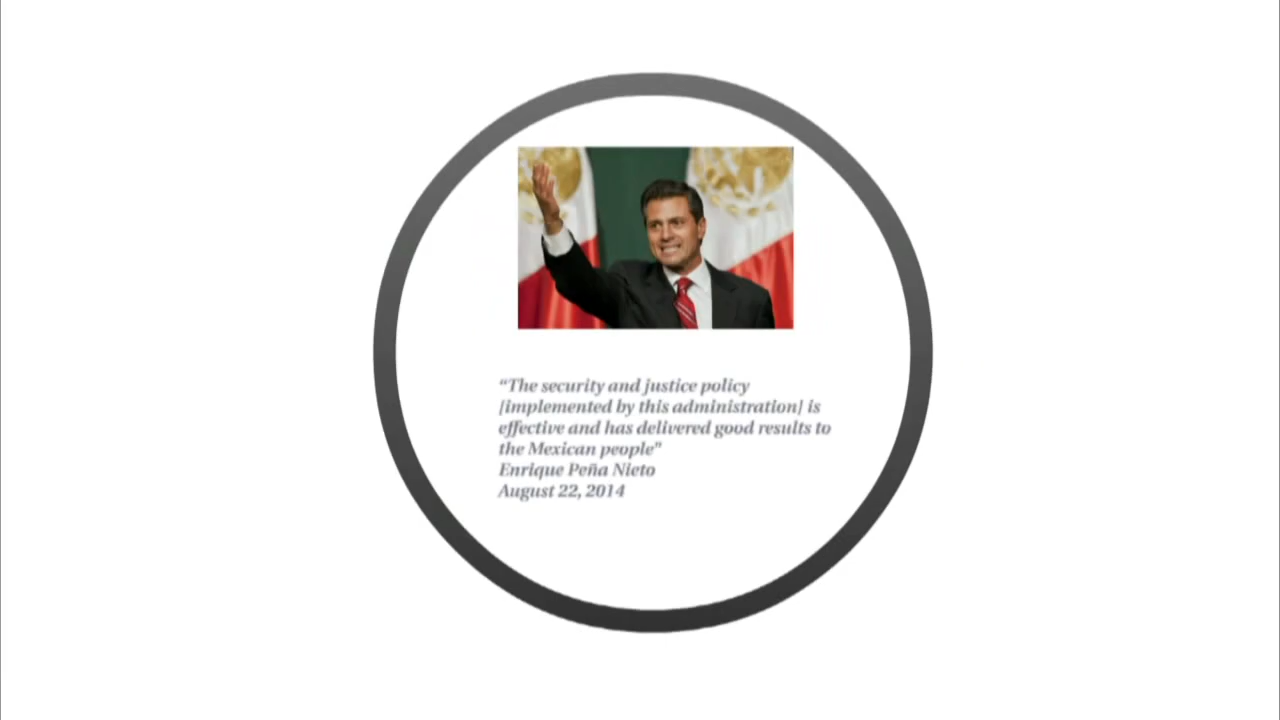 “The security and justice policy
[implemented by this administration] is
effective and has delivered good results to
the Mexican people”
Enrique Peña Nieto
August 22, 2014